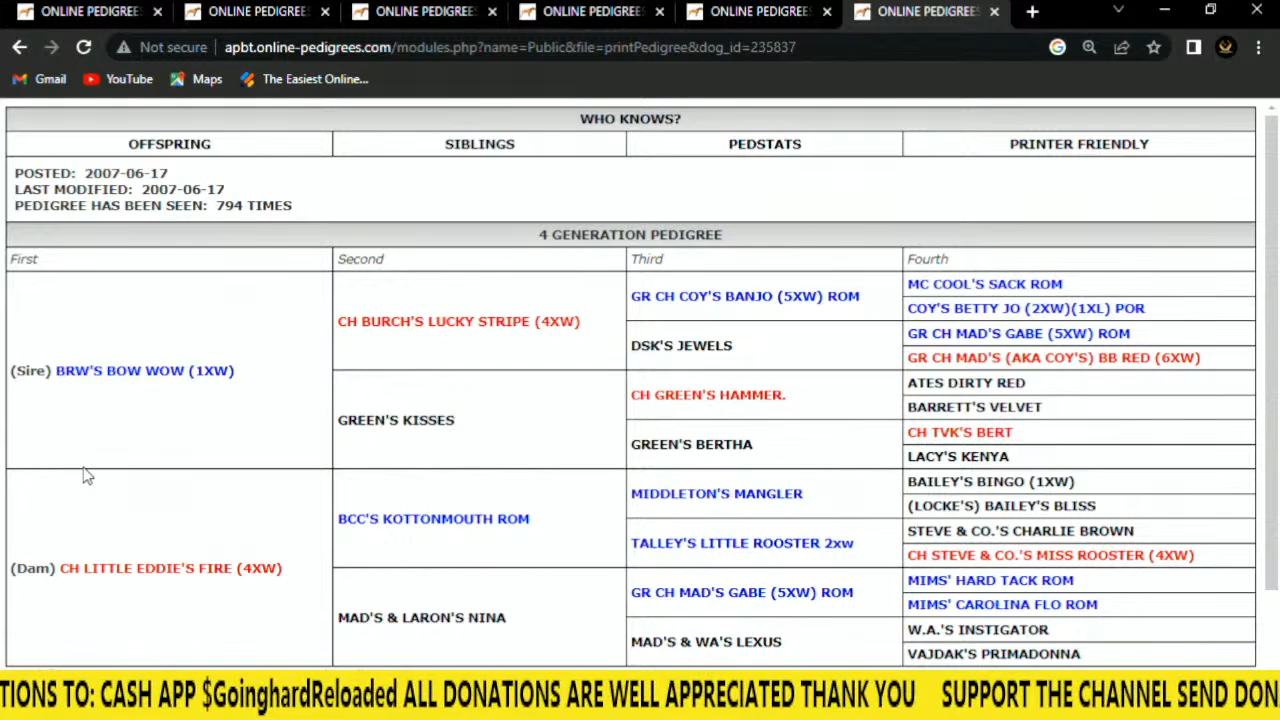 ONLINE PEDIGREES
ONLINE PEDIGREES
ONLINE PEDIGREES
ONLINE PEDIGREES
ONLINE PEDIGREES
ONLINE PEDIGREES
Not secure apbt.online-pedigrees.com/modules.php?name=Public&file=printPedigree&dog_id=235837
Gmail YouTube Maps The Easiest Online...
WHO KNOWS?
OFFSPRING SIBLINGS PEDSTATS PRINTER FRIENDLY
POSTED: 2007-06-17
LAST MODIFIED: 2007-06-17
PEDIGREE HAS BEEN SEEN: 794 TIMES
4 GENERATION PEDIGREE
First Second Third Fourth
(Sire) BRW'S BOW WOW (1XW)
CH BURCH'S LUCKY STRIPE (4XW)
GR CH COY'S BANJO (5XW) ROM
MC COOL'S SACK ROM
COY'S BETTY JO (2XW)(1XL) POR
DSK'S JEWELS
GR CH MAD'S GABE (5XW) ROM
GR CH MAD'S (AKA COY'S) BB RED (6XW)
GREEN'S KISSES
CH GREEN'S HAMMER.
ATES DIRTY RED
BARRETT'S VELVET
GREEN'S BERTHA
CH TVK'S BERT
LACY'S KENYA
(Dam) CH LITTLE EDDIE'S FIRE (4XW)
BCC'S KOTTONMOUTH ROM
MIDDLETON'S MANGLER
BAILEY'S BINGO (1XW)
(LOCKE'S) BAILEY'S BLISS
TALLEY'S LITTLE ROOSTER 2xw
STEVE & CO.'S CHARLIE BROWN
CH STEVE & CO.'S MISS ROOSTER (4XW)
MAD'S & LARON'S NINA
GR CH MAD'S GABE (5XW) ROM
MIMS' HARD TACK ROM
MIMS' CAROLINA FLO ROM
MAD'S & WA'S LEXUS
W.A.'S INSTIGATOR
VAJDAK'S PRIMADONNA
TIONS TO: CASH APP $GoinghardReloaded ALL DONATIONS ARE WELL APPRECIATED THANK YOU SUPPORT THE CHANNEL SEND DON